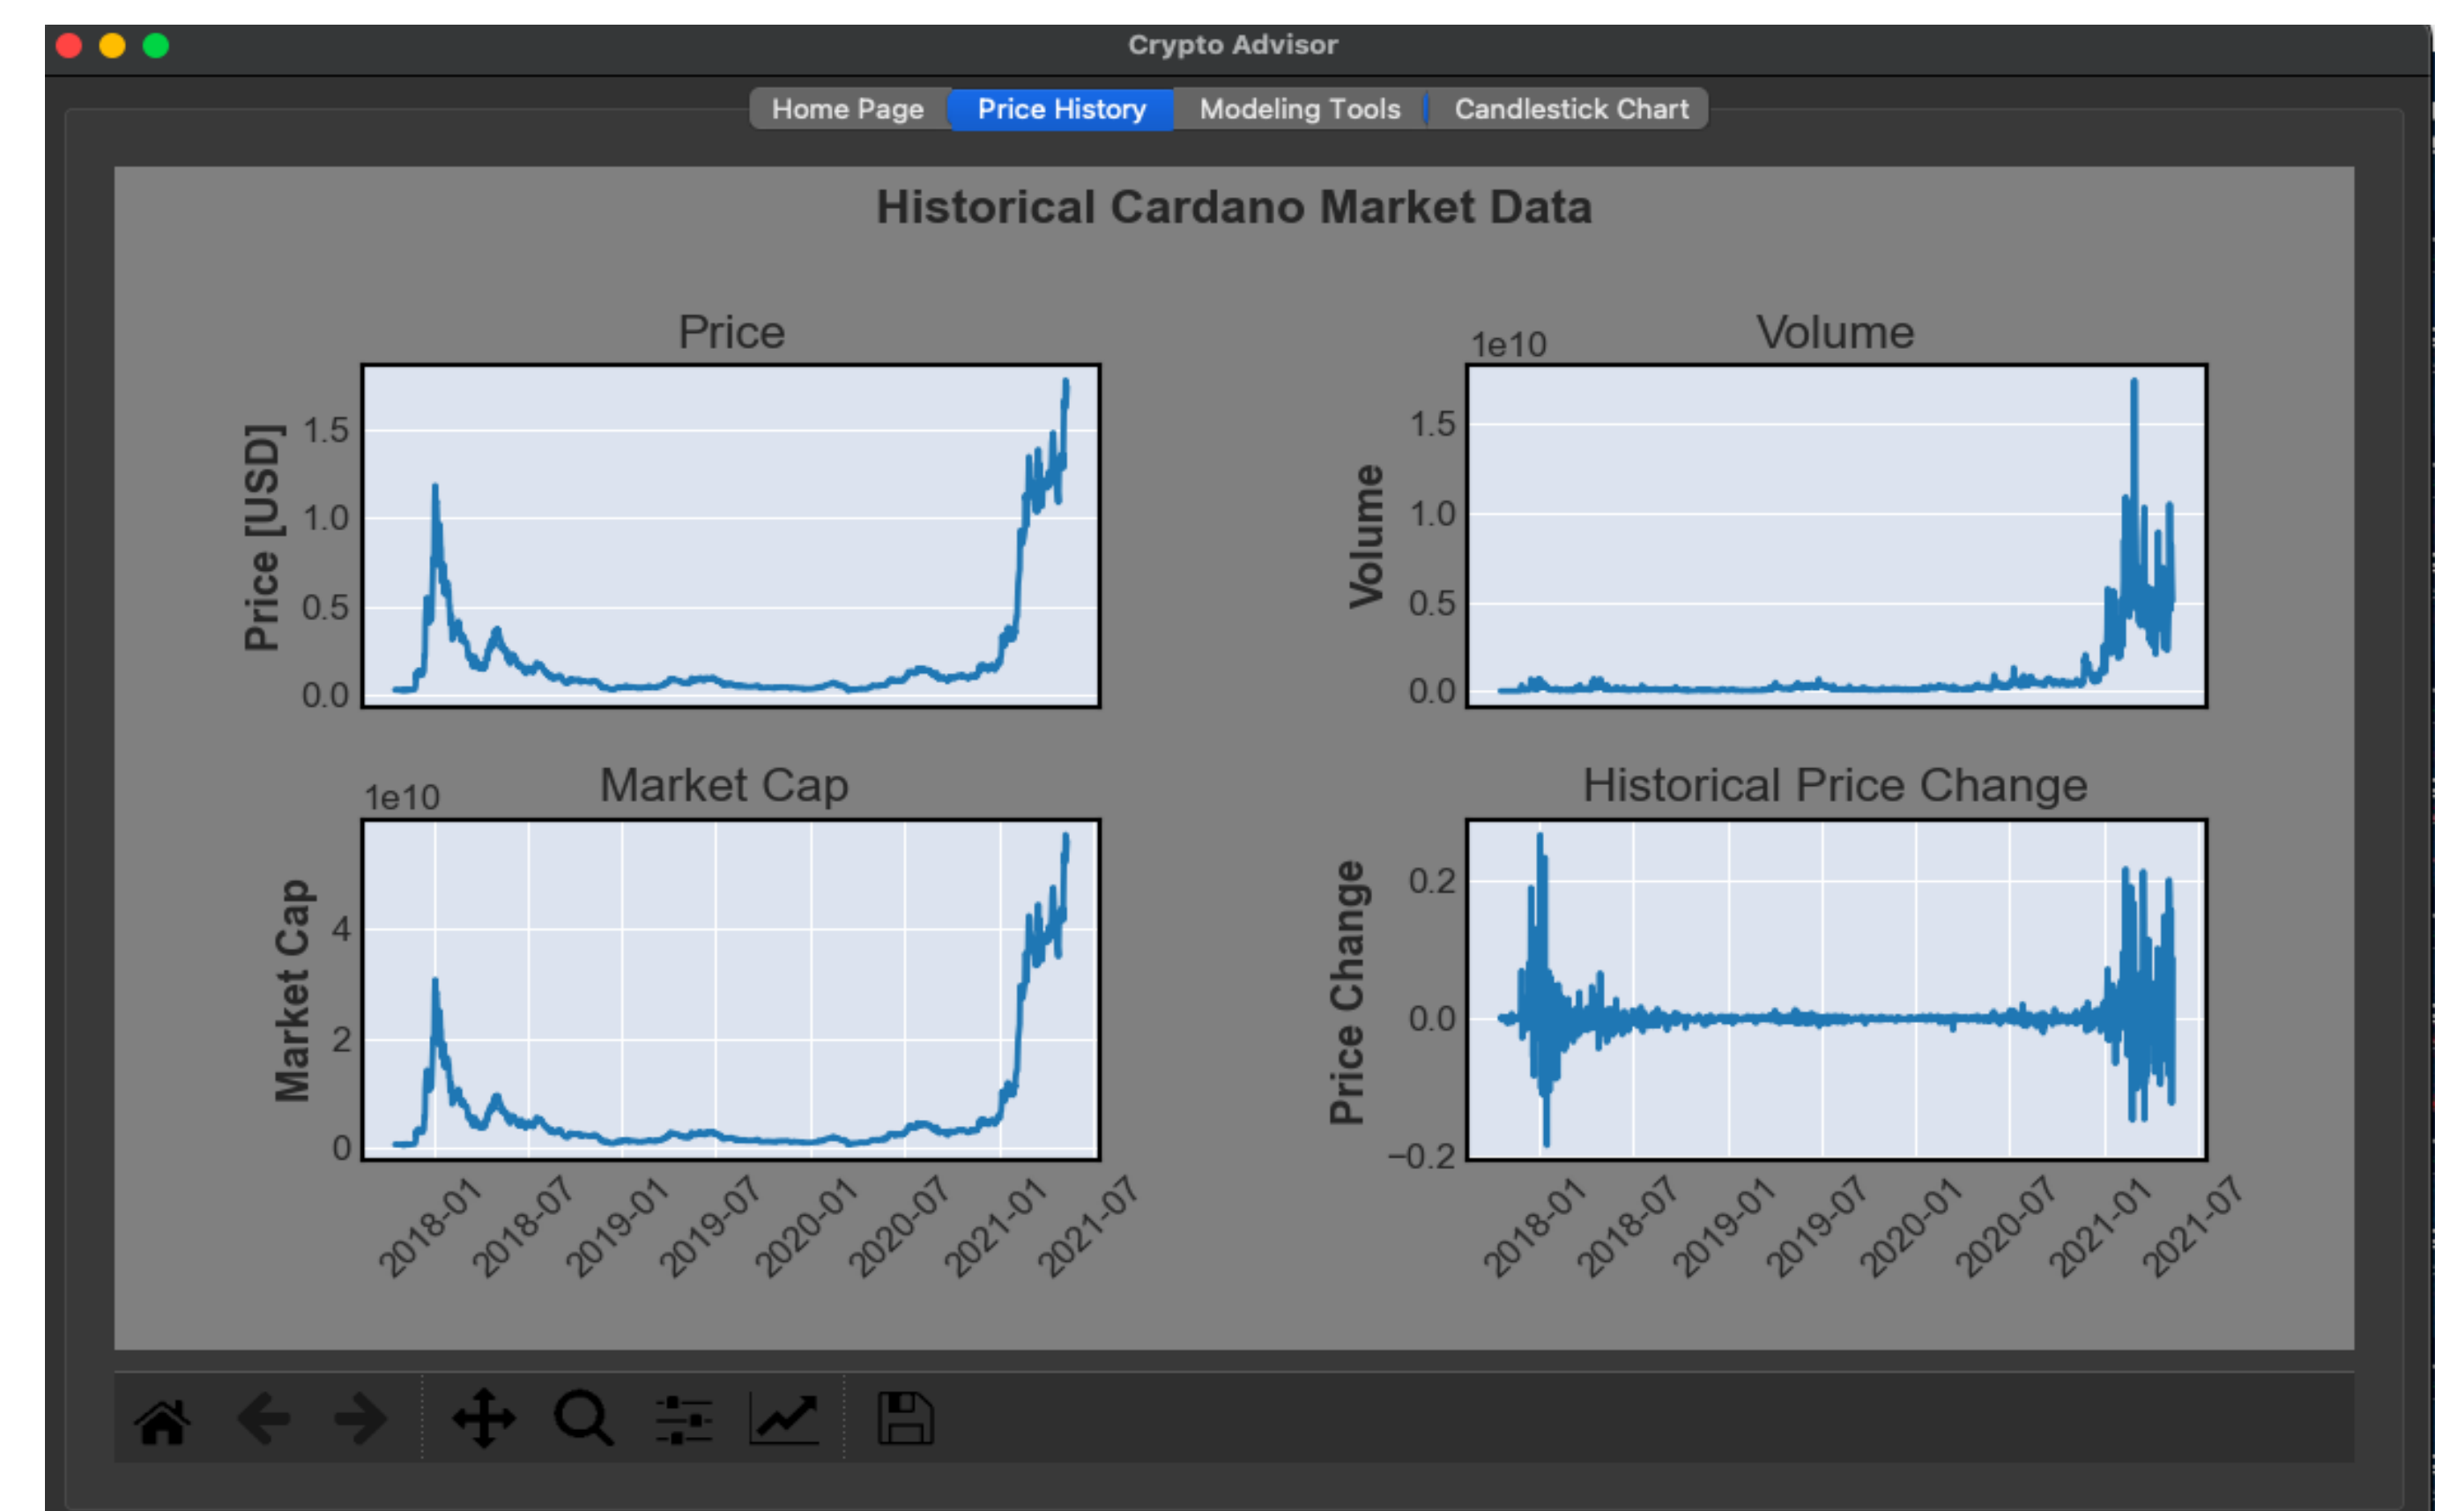 Crypto Advisor
Home Page Price History Modeling Tools Candlestick Chart
Historical Cardano Market Data
Price
Price [USD]
1.5
1.0
0.5
0.0
Volume
1e10
Volume
1.5
1.0
0.5
0.0
Market Cap
1e10
Market Cap
4
2
0
2018-01 2018-07 2019-01 2019-07 2020-01 2020-07 2021-01 2021-07
Historical Price Change
Price Change
0.2
0.0
−0.2
2018-01 2018-07 2019-01 2019-07 2020-01 2020-07 2021-01 2021-07